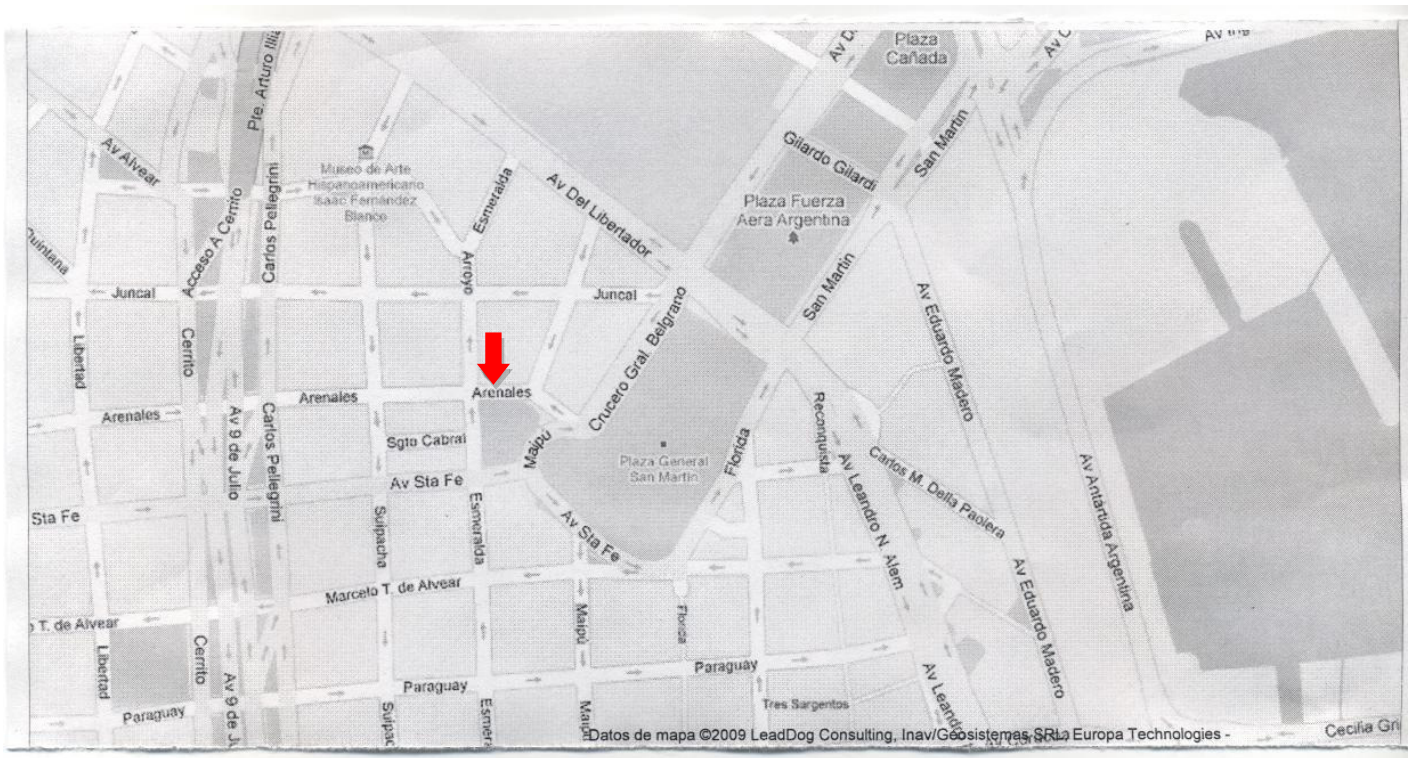 Plaza
Cañada
Pte. Arturo Illia
Av Alvear
Museo de Arte
Hispanoamericano
Isaac Fernández
Blanco
Gilardo Gilardi
San Martin
Plaza Fuerza
Aera Argentina
Av Del Libertador
Esmeralda
Carlos Pellegrini
Acceso A Cerrito
Quintana
Arroyo
Juncal
Juncal
San Martin
Av Eduardo Madero
Crucero Gral. Belgrano
Libertad
Cerrito
Arenales
Arenales
Arenales
Av 9 de Julio
Carlos Pellegrini
Sgto Cabral
Maipú
Plaza General
San Martin
Florida
Reconquista
Carlos M. Della Paolera
Av Leandro N. Alem
Av Antartida Argentina
Av Sta Fe
Sta Fe
Suipacha
Esmeralda
Av Sta Fe
Marcelo T. de Alvear
T. de Alvear
Maipú
Florida
Av Eduardo Madero
Libertad
Cerrito
Paraguay
Paraguay
Paraguay
Tres Sargentos
Datos de mapa ©2009 LeadDog Consulting, Inav/Geosistemas SRL, Europa Technologies -